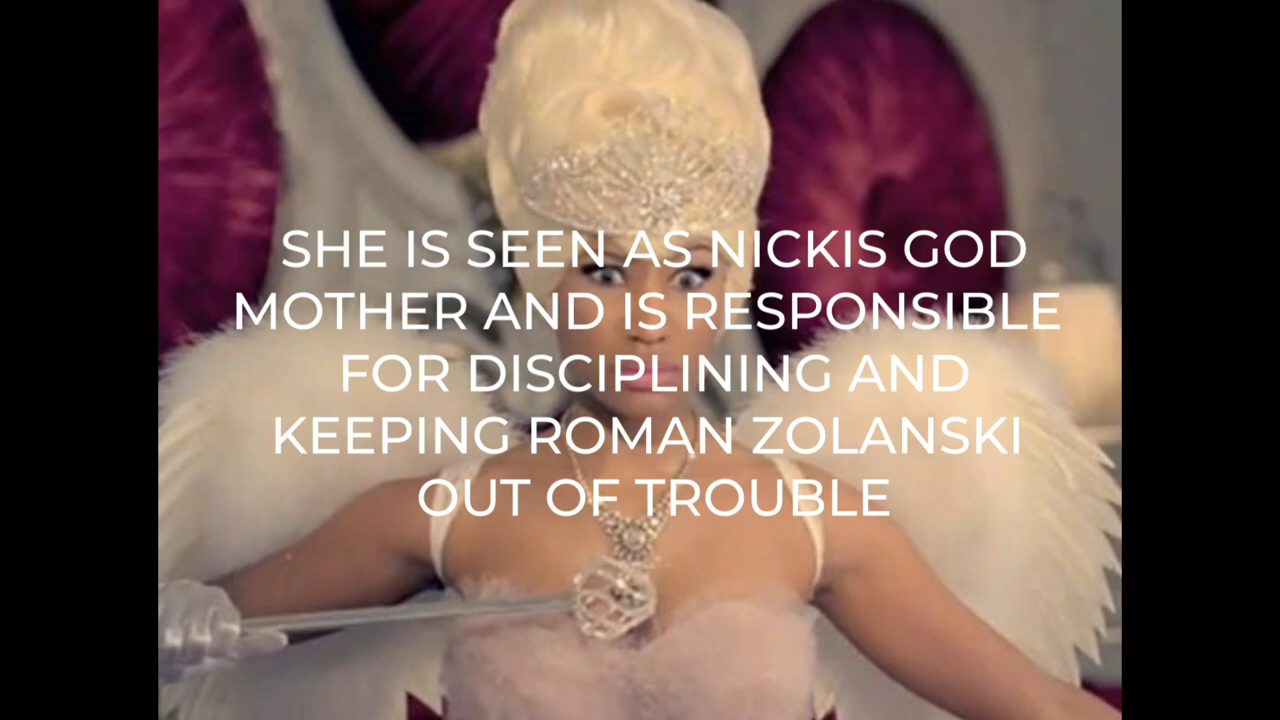 SHE IS SEEN AS NICKIS GOD
MOTHER AND IS RESPONSIBLE
FOR DISCIPLINING AND
KEEPING ROMAN ZOLANSKI
OUT OF TROUBLE